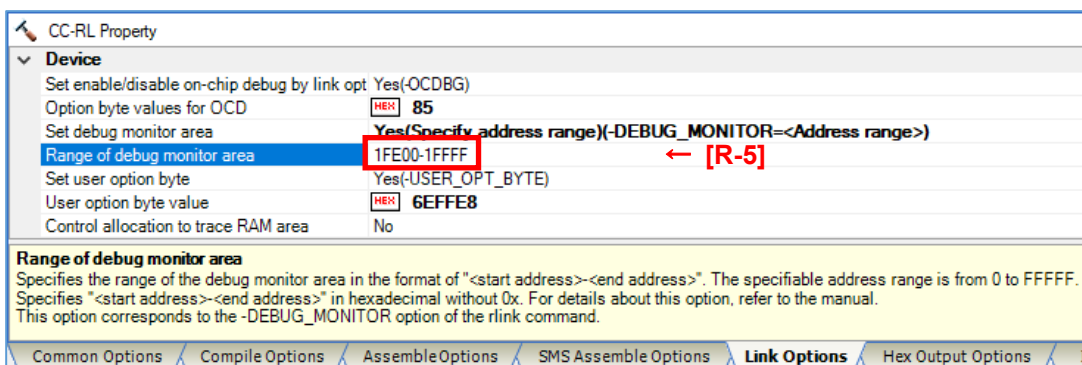 CC-RL Property
Device
Set enable/disable on-chip debug by link opt Yes(-OCDBG)
Option byte values for OCD HEX 85
Set debug monitor area Yes(Specify address range)(-DEBUG_MONITOR=<Address range>)
Range of debug monitor area 1FE00-1FFFF ← [R-5]
Set user option byte Yes(-USER_OPT_BYTE)
User option byte value HEX 6EFFE8
Control allocation to trace RAM area No
Range of debug monitor area
Specifies the range of the debug monitor area in the format of "<start address>-<end address>". The specifiable address range is from 0 to FFFFF.
Specifies "<start address>-<end address>" in hexadecimal without 0x. For details about this option, refer to the manual.
This option corresponds to the -DEBUG_MONITOR option of the rlink command.
Common Options Compile Options Assemble Options SMS Assemble Options Link Options Hex Output Options